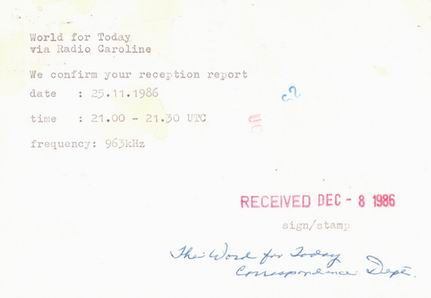 World for Today
via Radio Caroline
We confirm your reception report
date : 25.11.1986
time : 21.00 - 21.30 UTC
frequency: 963kHz
RECEIVED DEC - 8 1986
sign/stamp
The Word for Today
Correspondence Dept.